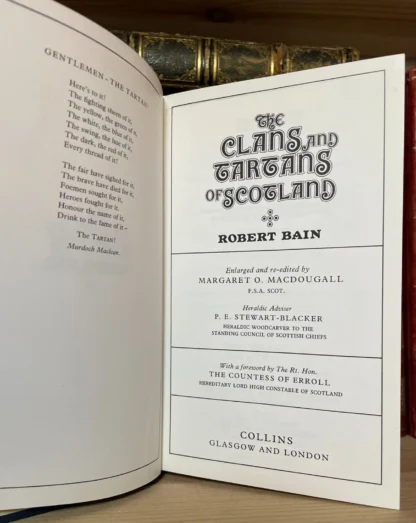 GENTLEMEN – THE TARTAN!
Here's to it!
The fighting sheen of it,
The yellow, the green of it,
The white, the blue of it,
The swing, the hue of it,
The dark, the red of it,
Every thread of it!
The fair have sighed for it,
The brave have died for it,
Foemen sought for it,
Heroes fought for it,
Honour the name of it,
Drink to the fame of it –
THE TARTAN!
Murdoch Maclean.
THE
CLANS AND
TARTANS
OF SCOTLAND
ROBERT BAIN
Enlarged and re-edited by
MARGARET O. MACDOUGALL
F.S.A. SCOT.
Heraldic Adviser
P. E. STEWART-BLACKER
HERALDIC WOODCARVER TO THE
STANDING COUNCIL OF SCOTTISH CHIEFS
With a foreword by The Rt. Hon.
THE COUNTESS OF ERROLL
HEREDITARY LORD HIGH CONSTABLE OF SCOTLAND
COLLINS
GLASGOW AND LONDON